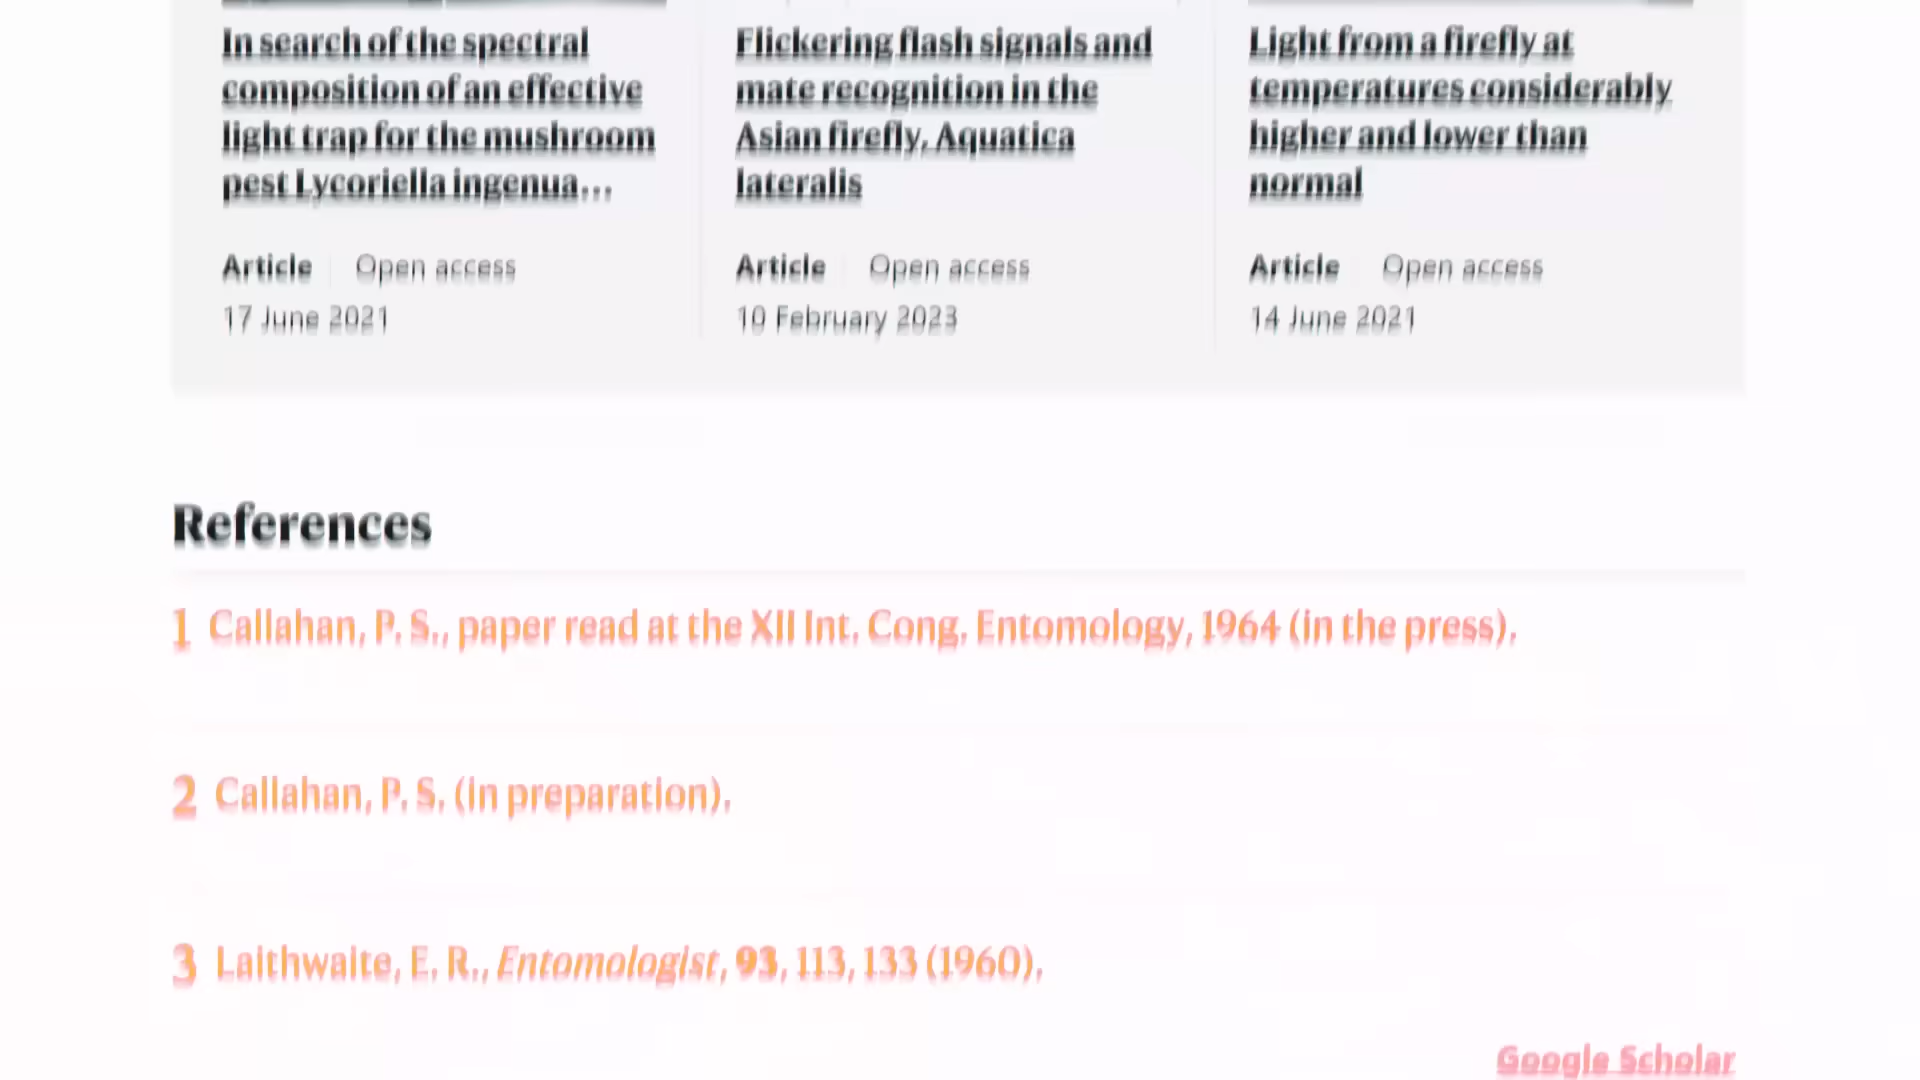 In search of the spectral
composition of an effective
light trap for the mushroom
pest Lycoriella ingenua…
Article Open access
17 June 2021
Flickering flash signals and
mate recognition in the
Asian firefly, Aquatica
lateralis
Article Open access
10 February 2023
Light from a firefly at
temperatures considerably
higher and lower than
normal
Article Open access
14 June 2021
References
1 Callahan, P. S., paper read at the XII Int. Cong. Entomology, 1964 (in the press).
2 Callahan, P. S. (in preparation).
3 Laithwaite, E. R., Entomologist, 93, 113, 133 (1960).
Google Scholar